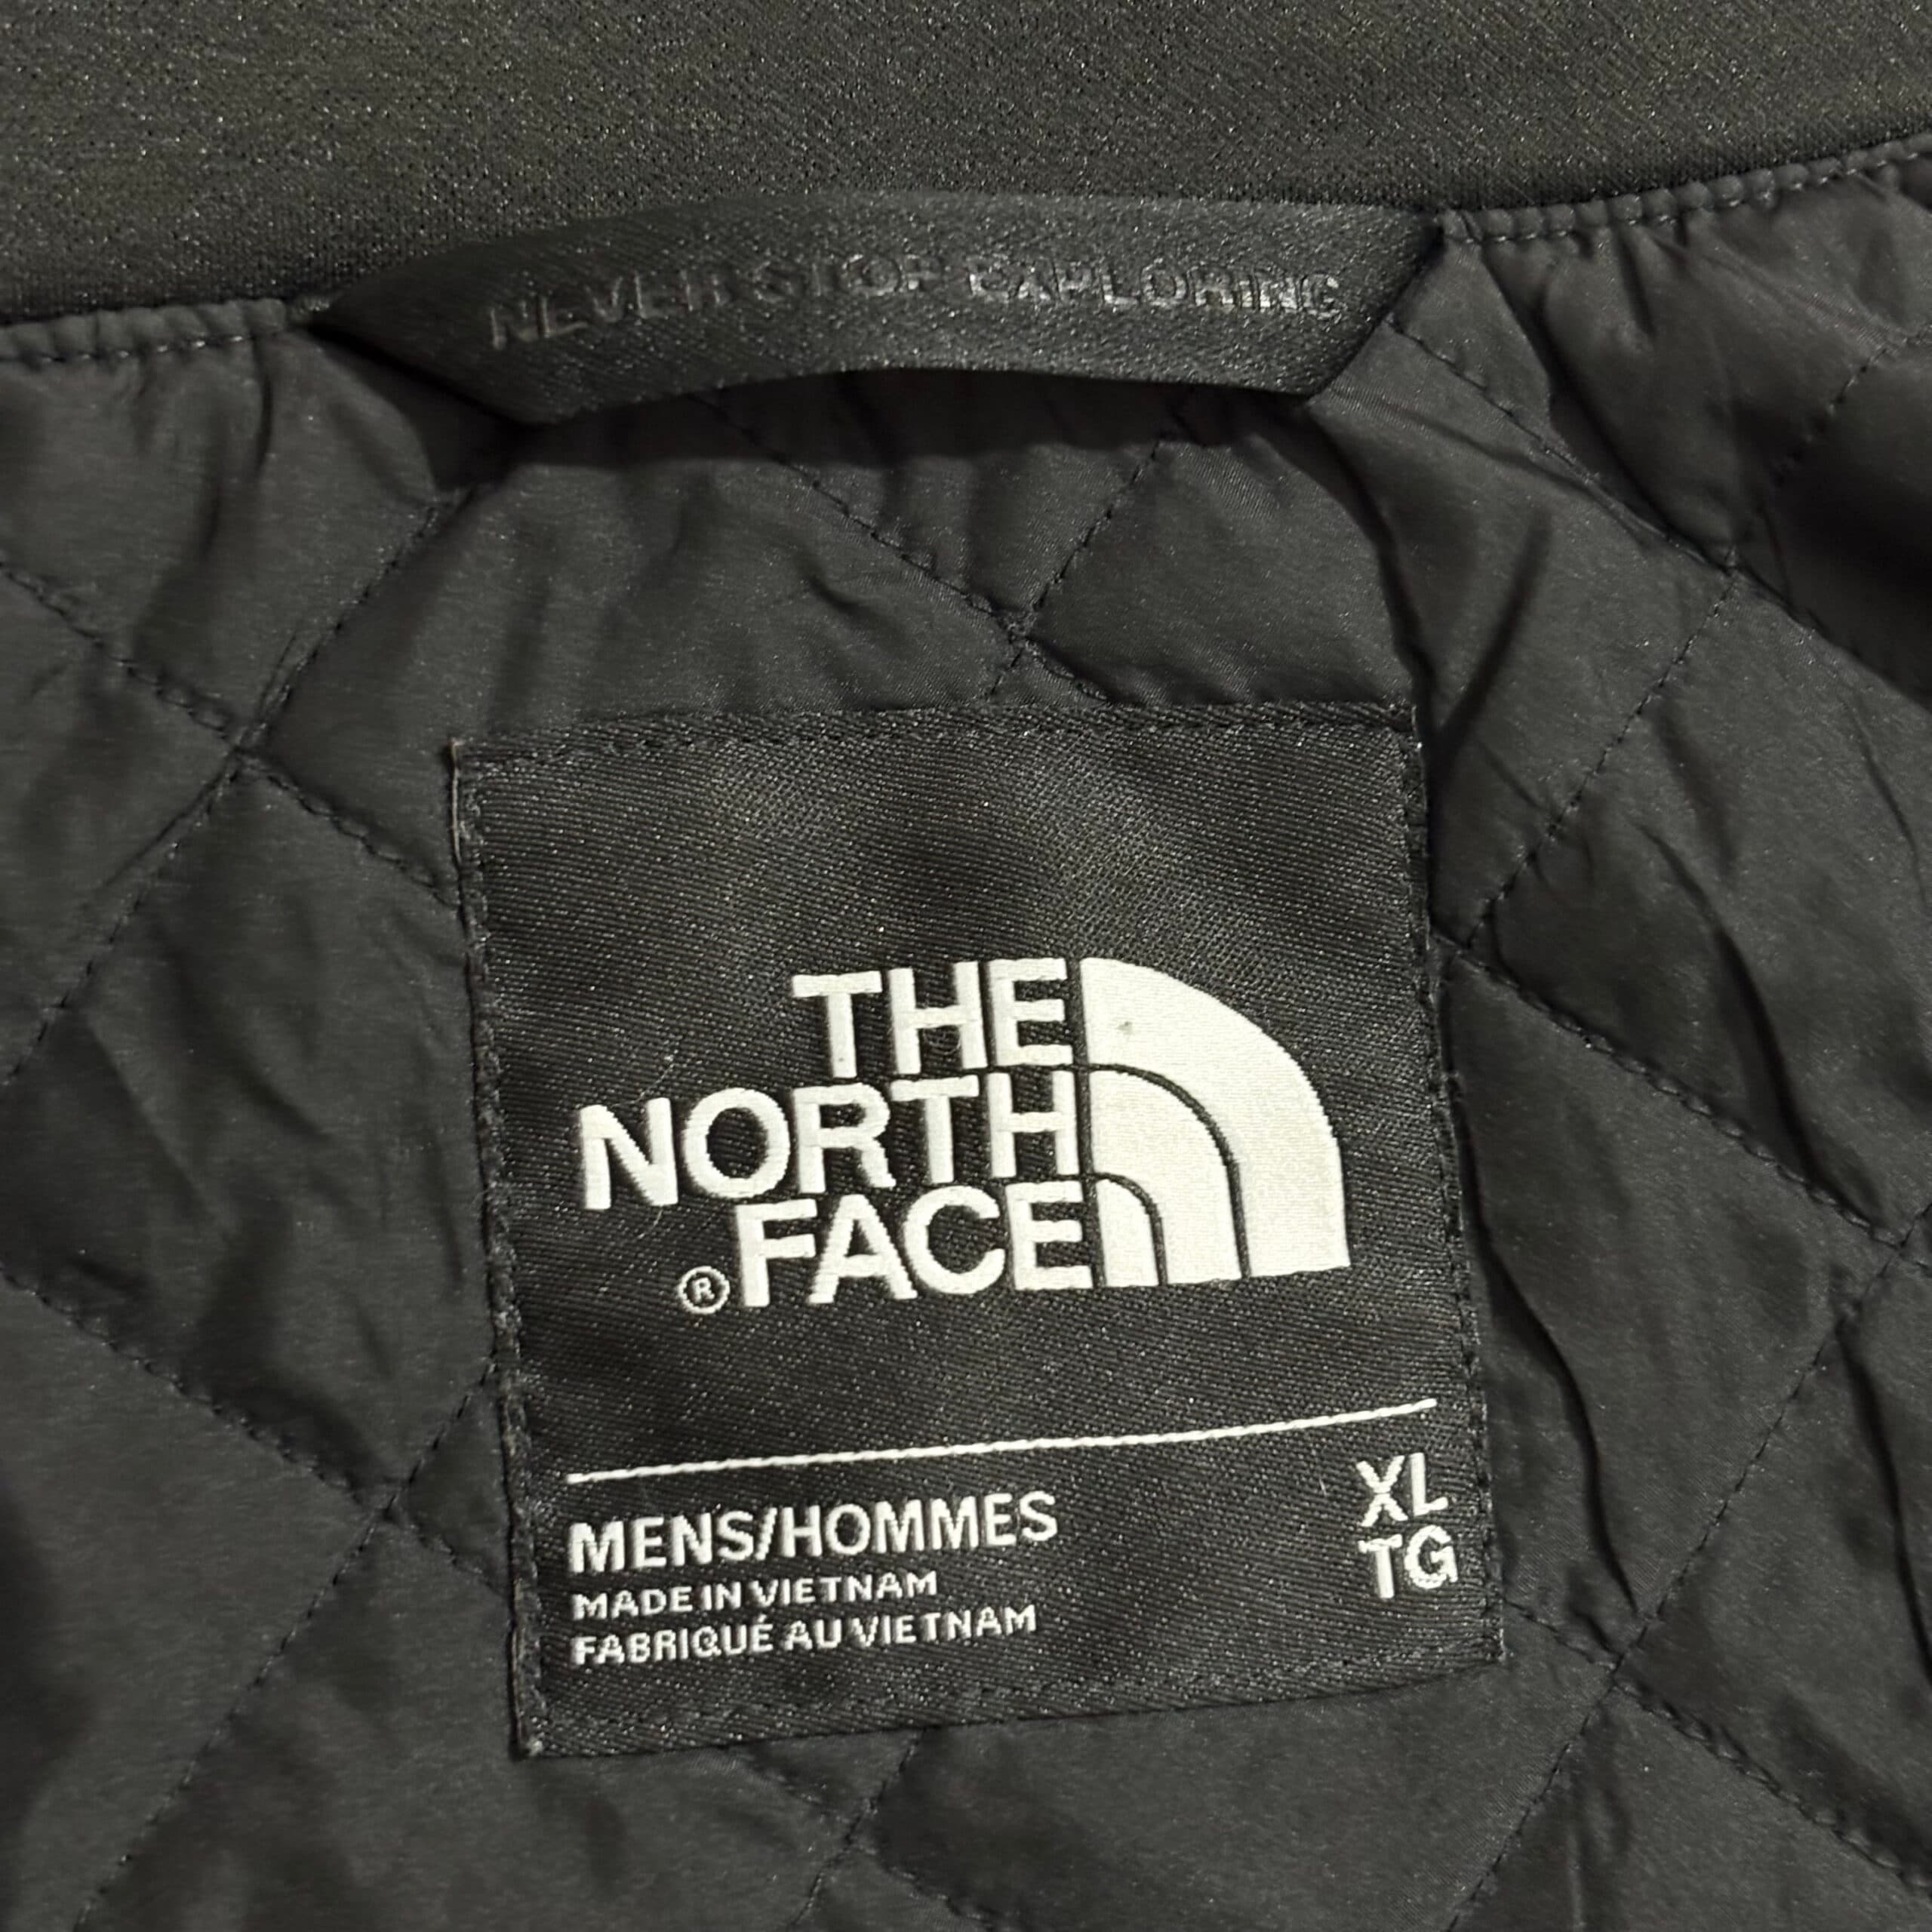 NEVER STOP EXPLORING
THE
NORTH
FACE
®
MENS/HOMMES
MADE IN VIETNAM
FABRIQUÉ AU VIETNAM
XL
TG